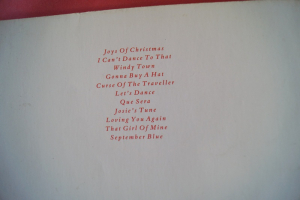 Joys Of Christmas
I Can't Dance To That
Windy Town
Gonna Buy A Hat
Curse Of The Traveller
Let's Dance
Que Sera
Josie's Tune
Loving You Again
That Girl Of Mine
September Blue